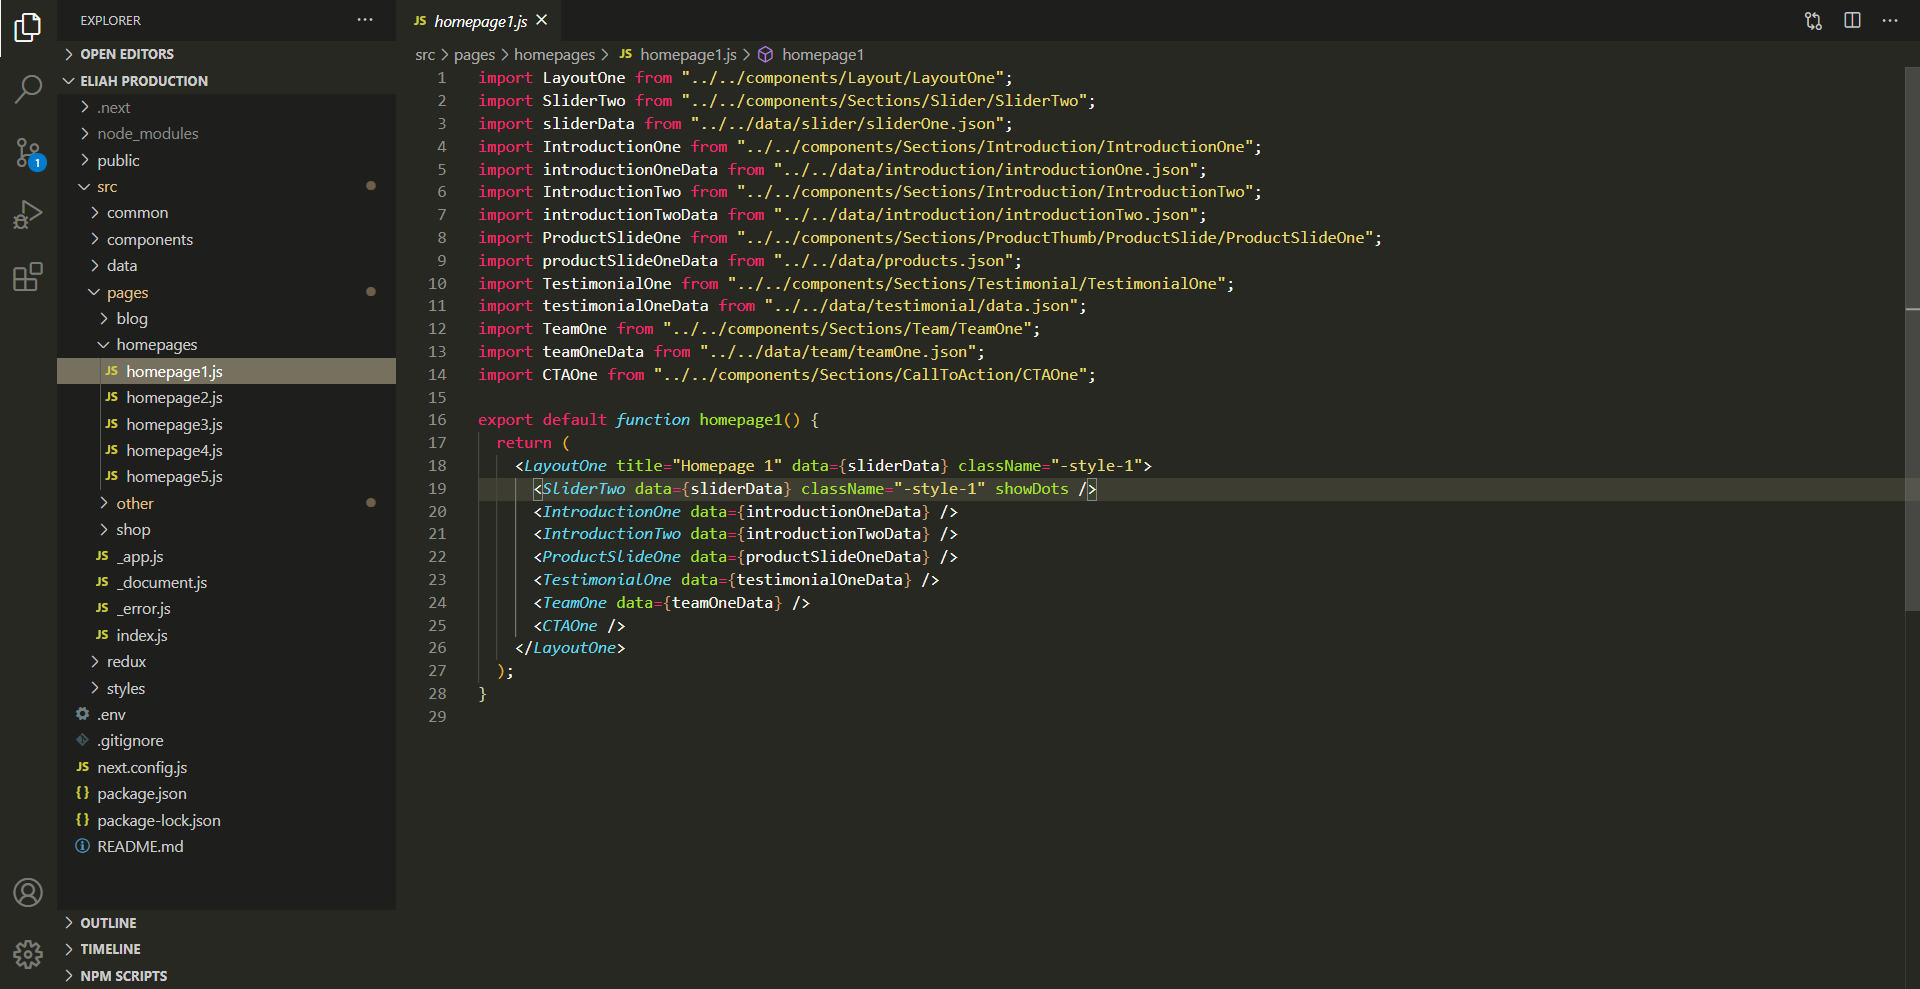 EXPLORER
OPEN EDITORS
ELIAH PRODUCTION
.next
node_modules
public
src
common
components
data
pages
blog
homepages
JS homepage1.js
JS homepage2.js
JS homepage3.js
JS homepage4.js
JS homepage5.js
other
shop
JS _app.js
JS _document.js
JS _error.js
JS index.js
redux
styles
.env
.gitignore
JS next.config.js
{} package.json
{} package-lock.json
README.md
OUTLINE
TIMELINE
NPM SCRIPTS
1
JS homepage1.js
src > pages > homepages > JS homepage1.js > homepage1
1 import LayoutOne from "../../components/Layout/LayoutOne";
2 import SliderTwo from "../../components/Sections/Slider/SliderTwo";
3 import sliderData from "../../data/slider/sliderOne.json";
4 import IntroductionOne from "../../components/Sections/Introduction/IntroductionOne";
5 import introductionOneData from "../../data/introduction/introductionOne.json";
6 import IntroductionTwo from "../../components/Sections/Introduction/IntroductionTwo";
7 import introductionTwoData from "../../data/introduction/introductionTwo.json";
8 import ProductSlideOne from "../../components/Sections/ProductThumb/ProductSlide/ProductSlideOne";
9 import productSlideOneData from "../../data/products.json";
10 import TestimonialOne from "../../components/Sections/Testimonial/TestimonialOne";
11 import testimonialOneData from "../../data/testimonial/data.json";
12 import TeamOne from "../../components/Sections/Team/TeamOne";
13 import teamOneData from "../../data/team/teamOne.json";
14 import CTAOne from "../../components/Sections/CallToAction/CTAOne";
15
16 export default function homepage1() {
17 return (
18 <LayoutOne title="Homepage 1" data={sliderData} className="-style-1">
19 <SliderTwo data={sliderData} className="-style-1" showDots />
20 <IntroductionOne data={introductionOneData} />
21 <IntroductionTwo data={introductionTwoData} />
22 <ProductSlideOne data={productSlideOneData} />
23 <TestimonialOne data={testimonialOneData} />
24 <TeamOne data={teamOneData} />
25 <CTAOne />
26 </LayoutOne>
27 );
28 }
29